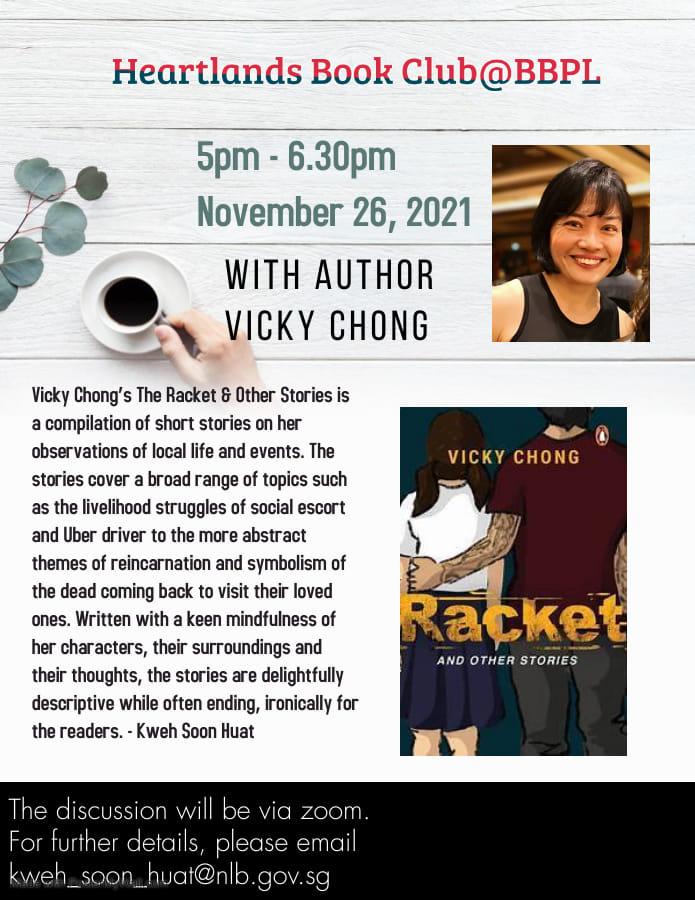 Heartlands Book Club@BBPL
5pm - 6.30pm
November 26, 2021
WITH AUTHOR
VICKY CHONG
Vicky Chong's The Racket & Other Stories is
a compilation of short stories on her
observations of local life and events. The
stories cover a broad range of topics such
as the livelihood struggles of social escort
and Uber driver to the more abstract
themes of reincarnation and symbolism of
the dead coming back to visit their loved
ones. Written with a keen mindfulness of
her characters, their surroundings and
their thoughts, the stories are delightfully
descriptive while often ending, ironically for
the readers. - Kweh Soon Huat
VICKY CHONG
Racket
AND OTHER STORIES
The discussion will be via zoom.
For further details, please email
kweh_soon_huat@nlb.gov.sg